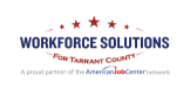 WORKFORCE SOLUTIONS
FOR TARRANT COUNTY
A proud partner of the AmericanJobCenter network